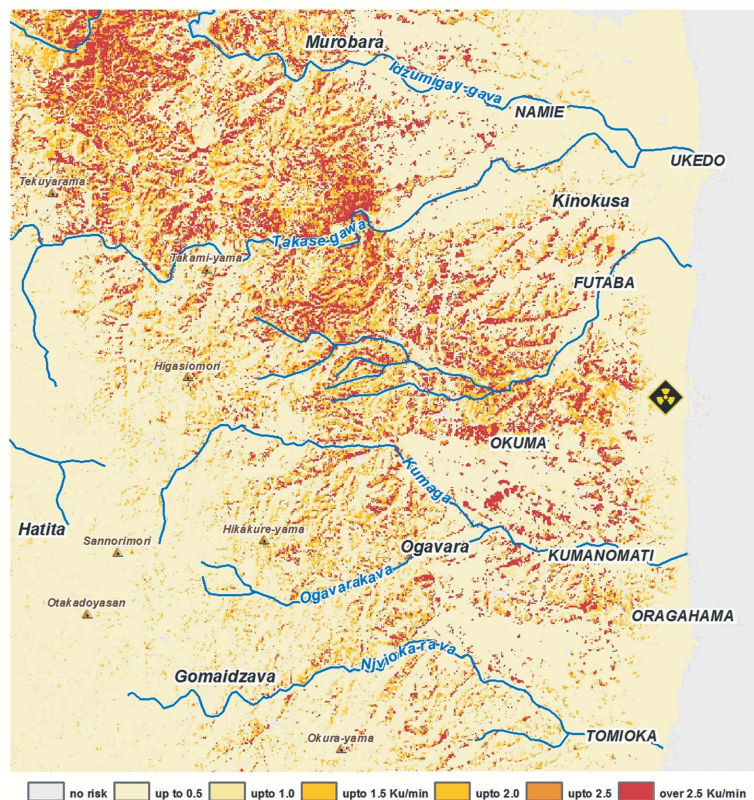 Murobara
Idzumigay-gava
NAMIE
UKEDO
Tekuyarama
Kinokusa
Takase-gawa
Takami-yama
FUTABA
Higasiomori
OKUMA
Kumaga
Hatita
Sannorimori
Hikakure-yama
Ogavara
KUMANOMATI
Ogavarakava
Otakadoyasan
ORAGAHAMA
Gomaidzava
Njvioka-rava
Okura-yama
TOMIOKA
no risk up to 0.5 upto 1.0 upto 1.5 Ku/min upto 2.0 upto 2.5 over 2.5 Ku/min